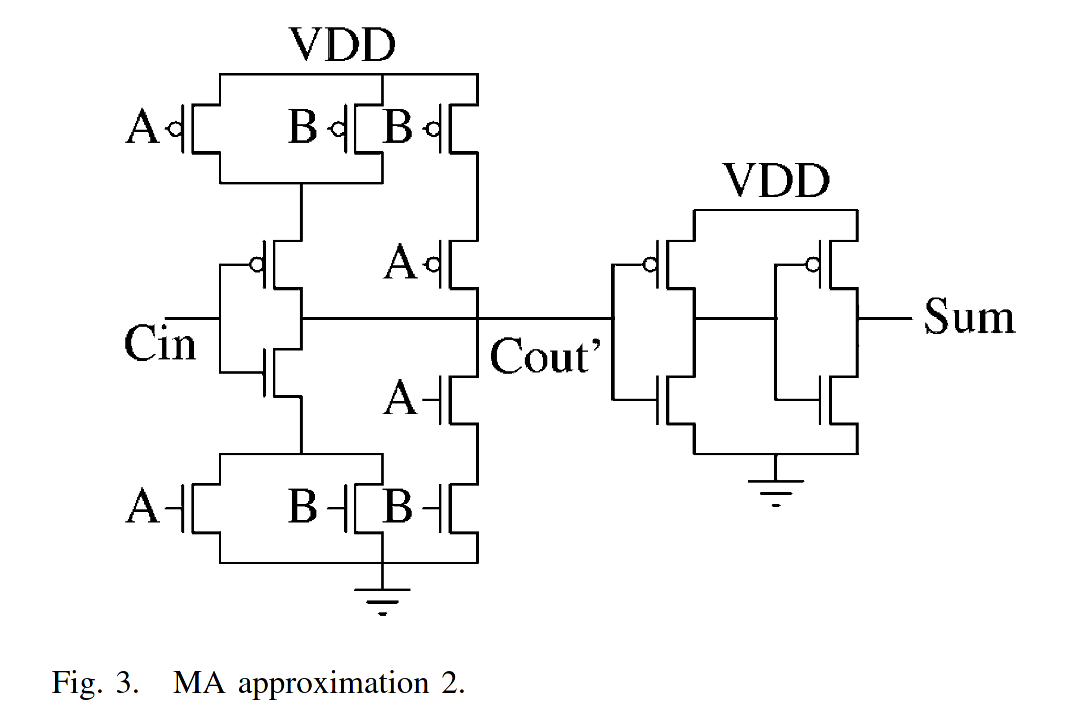 VDD
A B B
VDD
A
Sum
Cin
Cout’
A
A B B
Fig. 3. MA approximation 2.